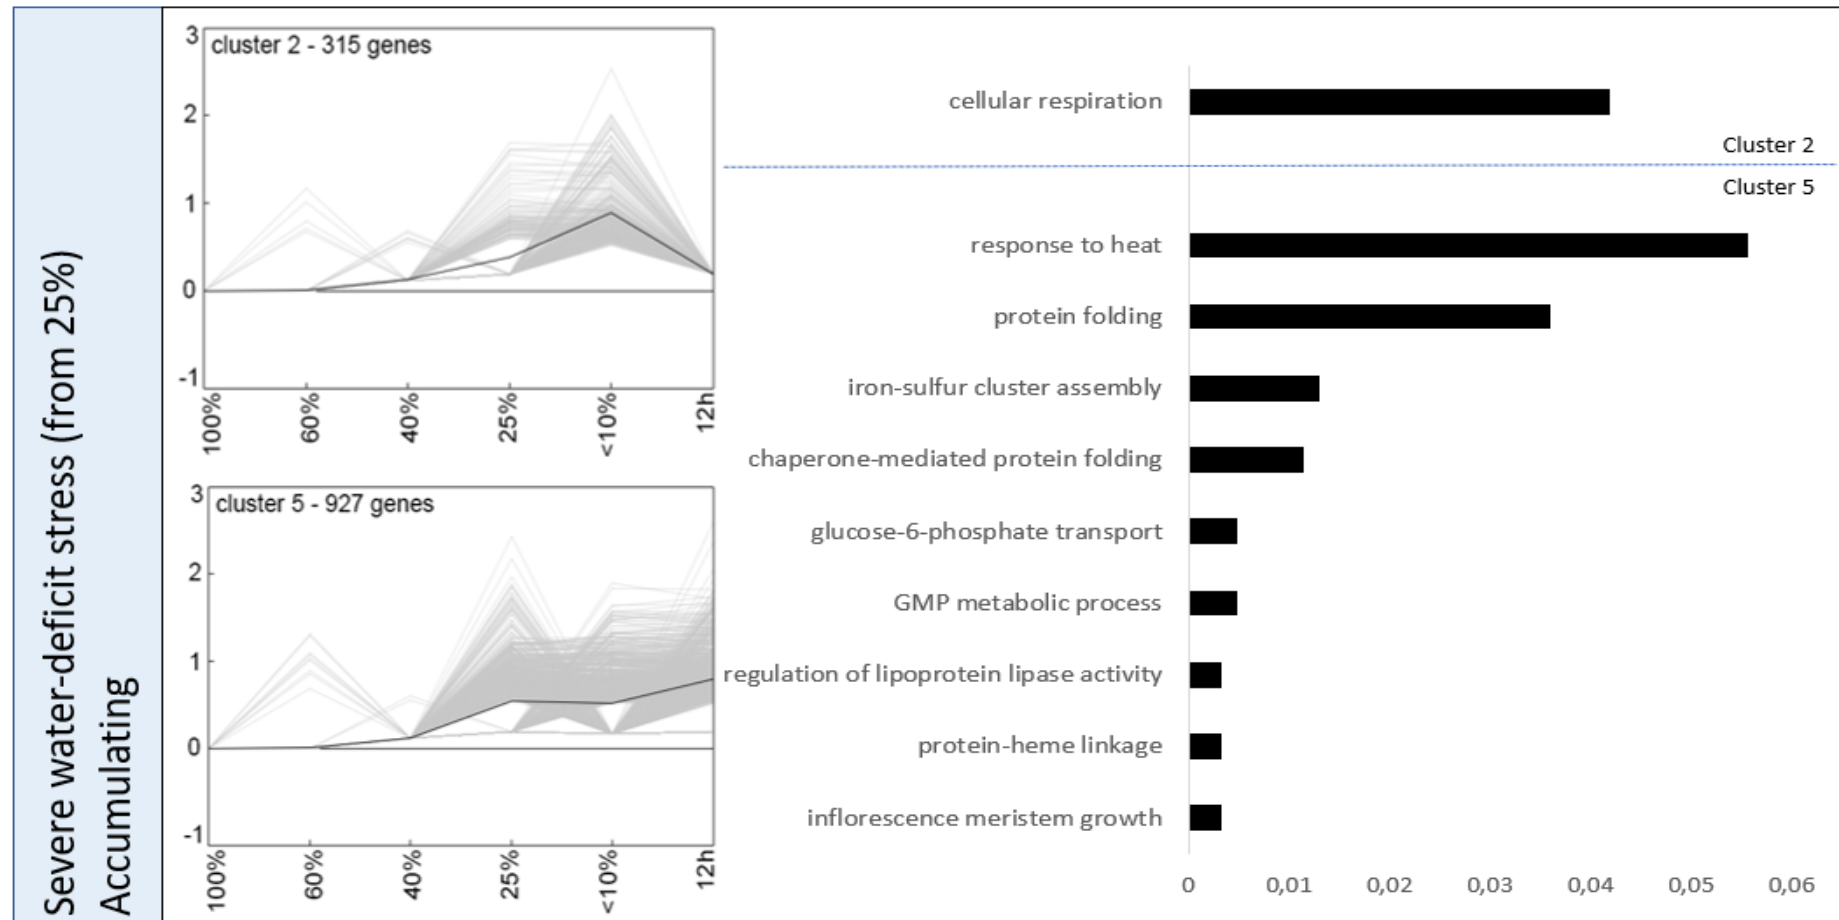 Severe water-deficit stress (from 25%)
Accumulating
cluster 2 - 315 genes
3
2
1
0
-1
100%
60%
40%
25%
<10%
12h
cluster 5 - 927 genes
3
2
1
0
-1
100%
60%
40%
25%
<10%
12h
cellular respiration
Cluster 2
Cluster 5
response to heat
protein folding
iron-sulfur cluster assembly
chaperone-mediated protein folding
glucose-6-phosphate transport
GMP metabolic process
regulation of lipoprotein lipase activity
protein-heme linkage
inflorescence meristem growth
0
0,01
0,02
0,03
0,04
0,05
0,06